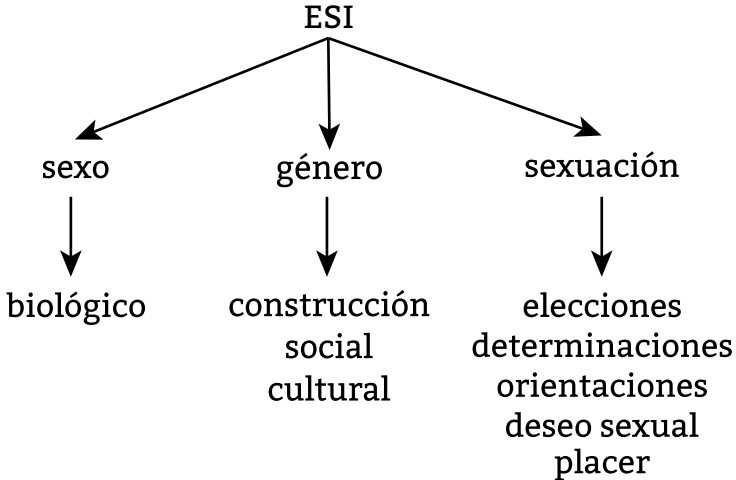 ESI
sexo
género
sexuación
biológico
construcción
social
cultural
elecciones
determinaciones
orientaciones
deseo sexual
placer